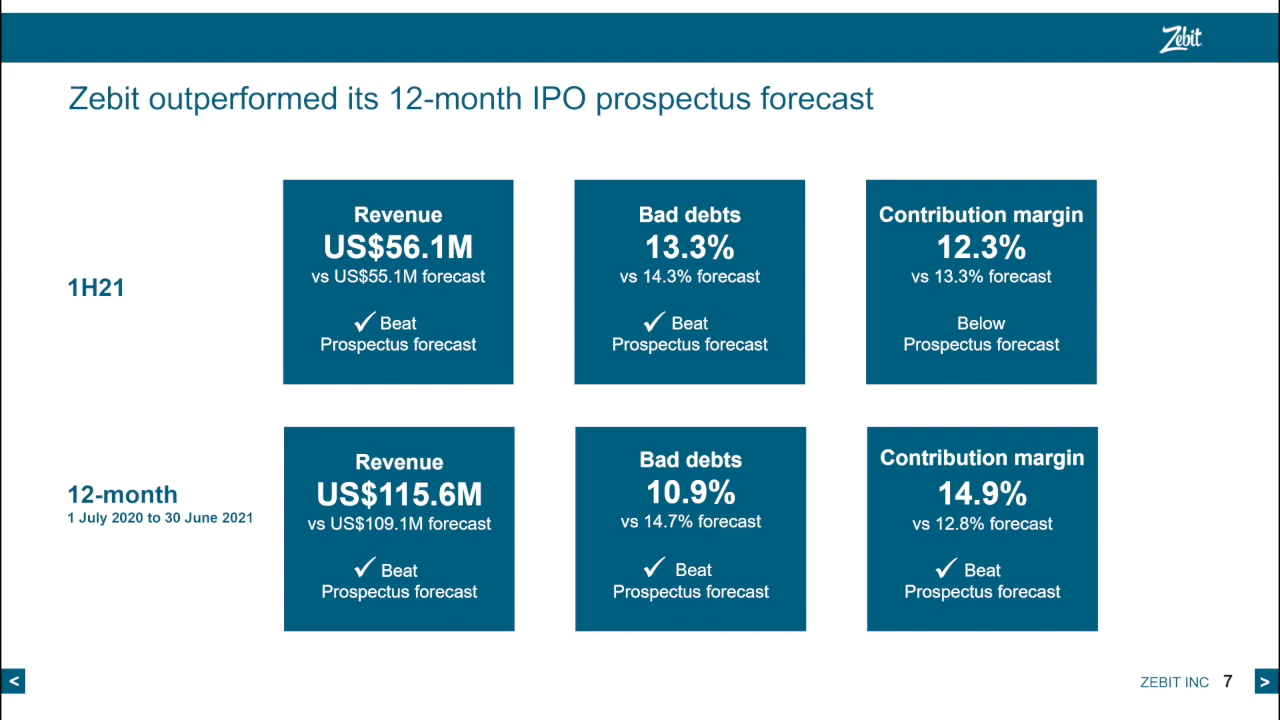 Zebit
Zebit outperformed its 12-month IPO prospectus forecast
1H21
Revenue
US$56.1M
vs US$55.1M forecast
✓ Beat
Prospectus forecast
Bad debts
13.3%
vs 14.3% forecast
✓ Beat
Prospectus forecast
Contribution margin
12.3%
vs 13.3% forecast
Below
Prospectus forecast
12-month
1 July 2020 to 30 June 2021
Revenue
US$115.6M
vs US$109.1M forecast
✓ Beat
Prospectus forecast
Bad debts
10.9%
vs 14.7% forecast
✓ Beat
Prospectus forecast
Contribution margin
14.9%
vs 12.8% forecast
✓ Beat
Prospectus forecast
< ZEBIT INC 7 >